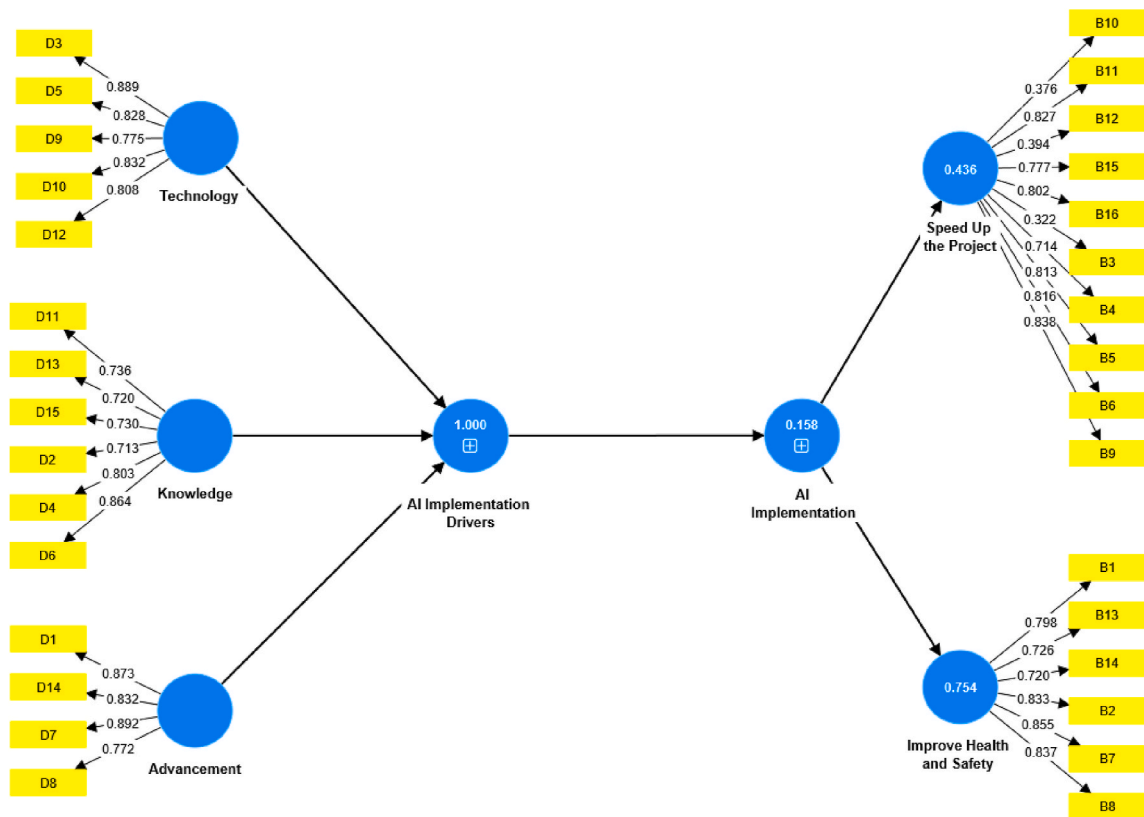 D3
D5
D9
D10
D12
0.889
0.828
0.775
0.832
0.808
Technology
D11
D13
D15
D2
D4
D6
0.736
0.720
0.730
0.713
0.803
0.864
Knowledge
D1
D14
D7
D8
0.873
0.832
0.892
0.772
Advancement
1.000
AI Implementation
Drivers
0.158
AI
Implementation
0.436
Speed Up
the Project
0.376
0.827
0.394
0.777
0.802
0.322
0.714
0.813
0.816
0.838
B10
B11
B12
B15
B16
B3
B4
B5
B6
B9
0.754
Improve Health
and Safety
0.798
0.726
0.720
0.833
0.855
0.837
B1
B13
B14
B2
B7
B8